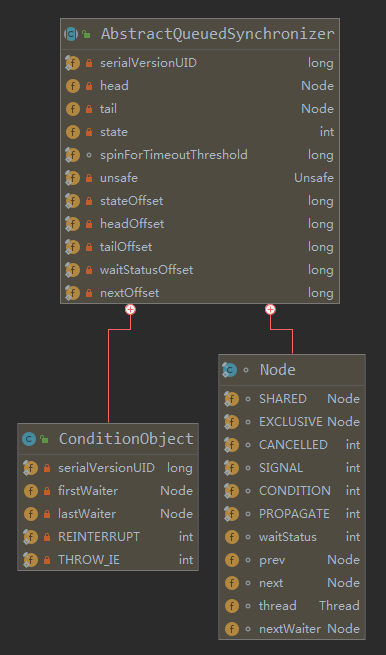 AbstractQueuedSynchronizer
serialVersionUID long
head Node
tail Node
state int
spinForTimeoutThreshold long
unsafe Unsafe
stateOffset long
headOffset long
tailOffset long
waitStatusOffset long
nextOffset long
ConditionObject
serialVersionUID long
firstWaiter Node
lastWaiter Node
REINTERRUPT int
THROW_IE int
Node
SHARED Node
EXCLUSIVE Node
CANCELLED int
SIGNAL int
CONDITION int
PROPAGATE int
waitStatus int
prev Node
next Node
thread Thread
nextWaiter Node